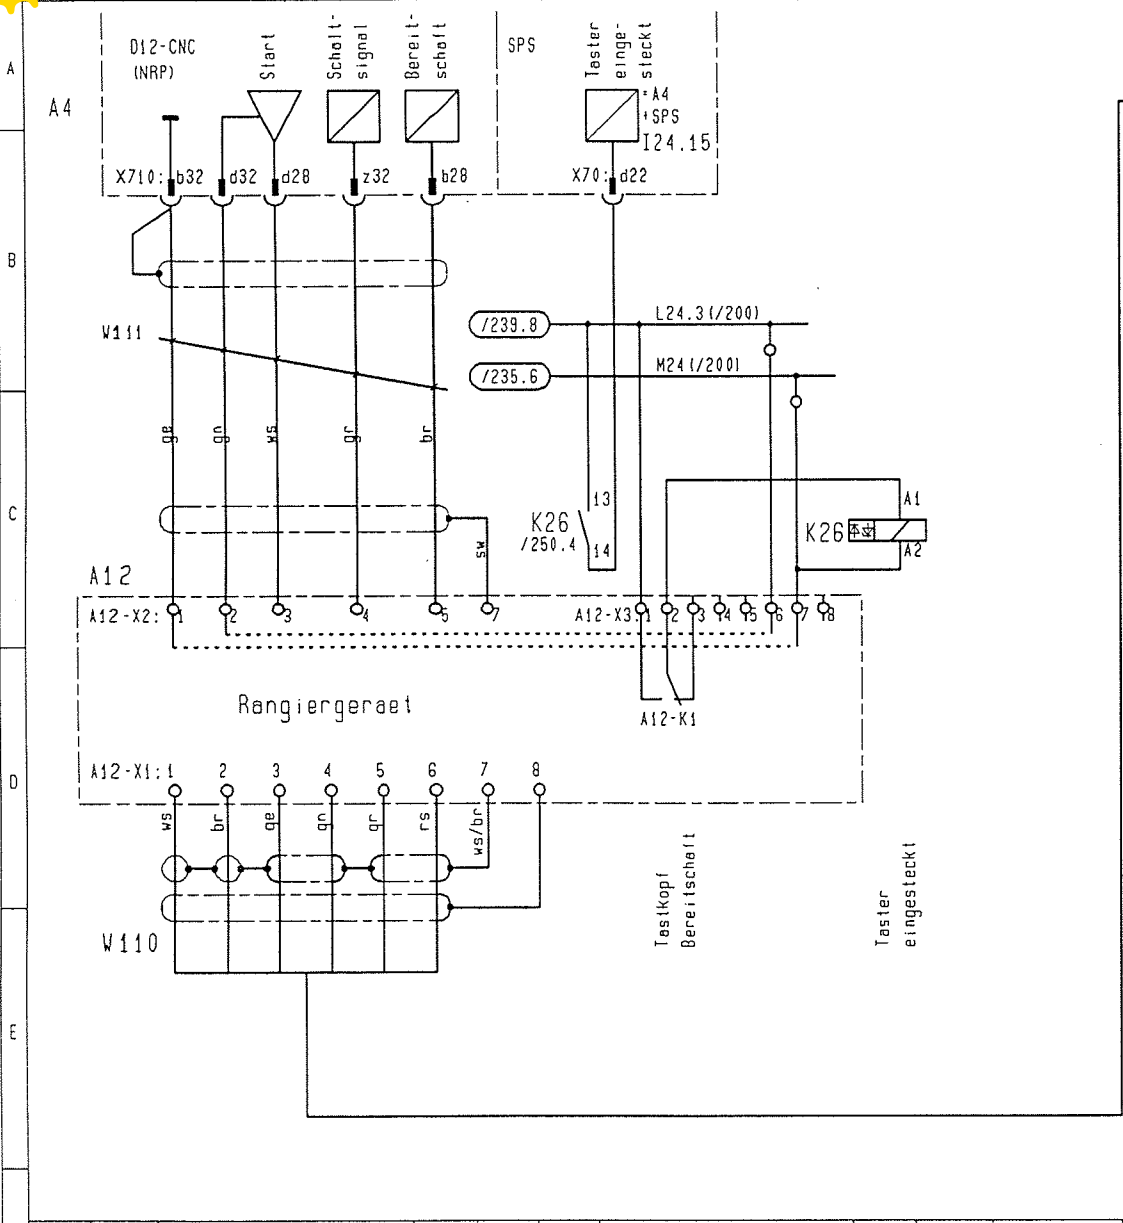 A
B
C
D
E
A4
D12-CNC
(NRP)
Start
Schalt-
signal
Bereit-
schaft
SPS
Taster
einge-
steckt
A4
+SPS
I24.15
X710: b32 d32 d28 z32 b28
X70: d22
W111
/239.8
L24.3(/200)
/235.6
M24(/200)
ge gn ws gr br
13
K26
/250.4
14
sw
A1
K26
A2
A12
A12-X2: 1 2 3 4 5 7
A12-X3: 1 2 3 4 5 6 7 8
Rangiergeraet
A12-K1
A12-X1: 1 2 3 4 5 6 7 8
ws br ge gn gr rs ws/br
W110
Tastkopf
Bereitschaft
Taster
eingesteckt